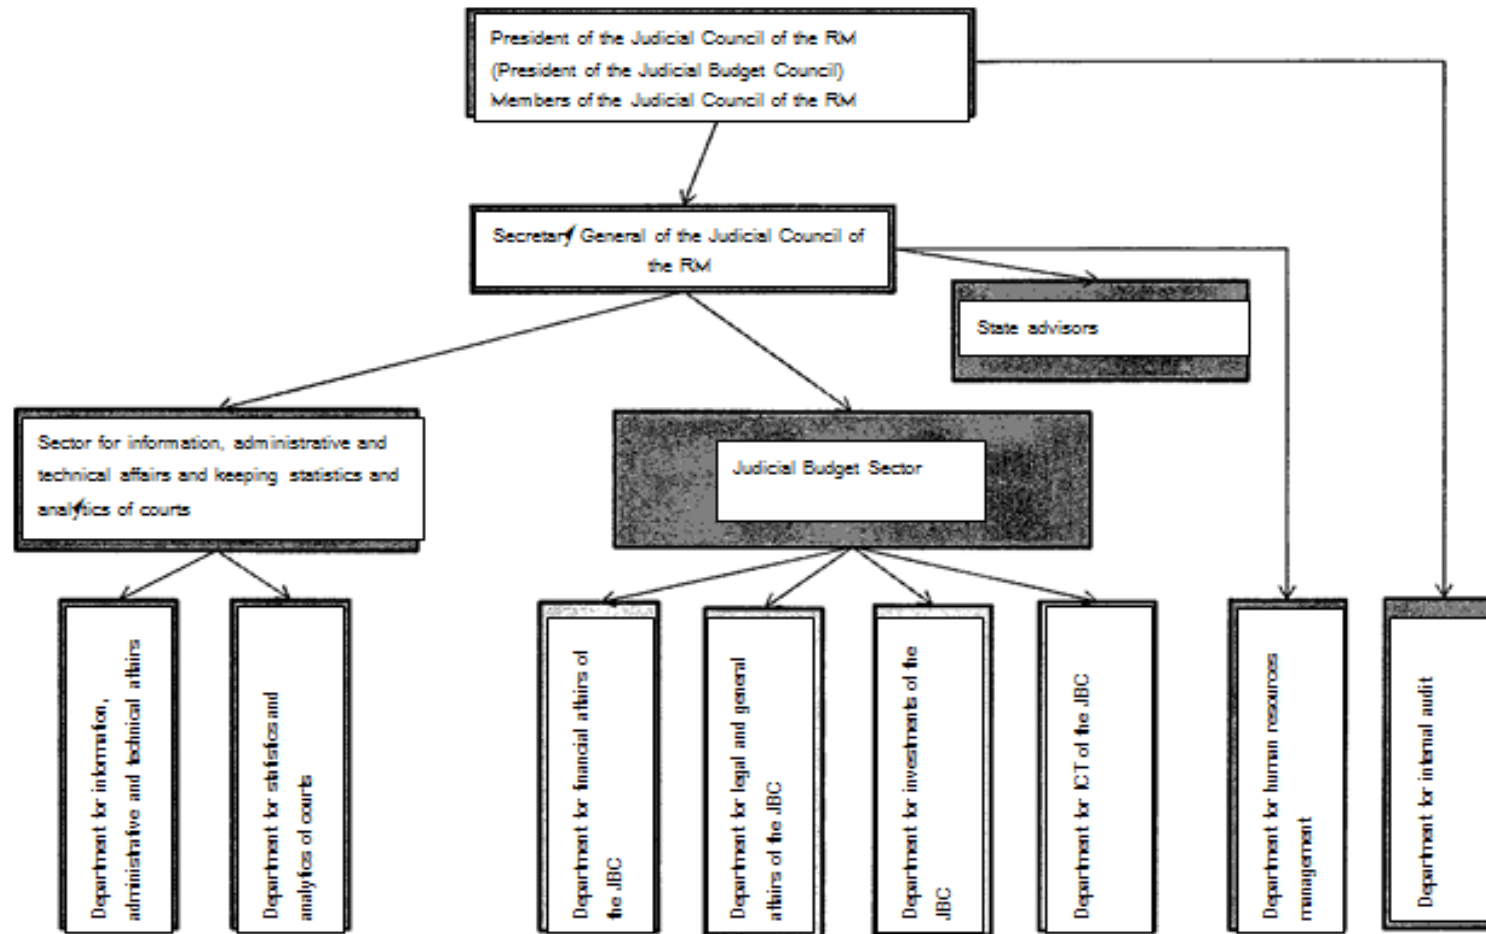 President of the Judicial Council of the RM
(President of the Judicial Budget Council)
Members of the Judicial Council of the RM
Secretary General of the Judicial Council of
the RM
State advisors
Sector for information, administrative and
technical affairs and keeping statistics and
analytics of courts
Judicial Budget Sector
Department for information,
administrative and technical affairs
Department for statistics and
analytics of courts
Department for financial affairs of
the JBC
Department for legal and general
affairs of the JBC
Department for investments of the
JBC
Department for ICT of the JBC
Department for human resources
management
Department for internal audit